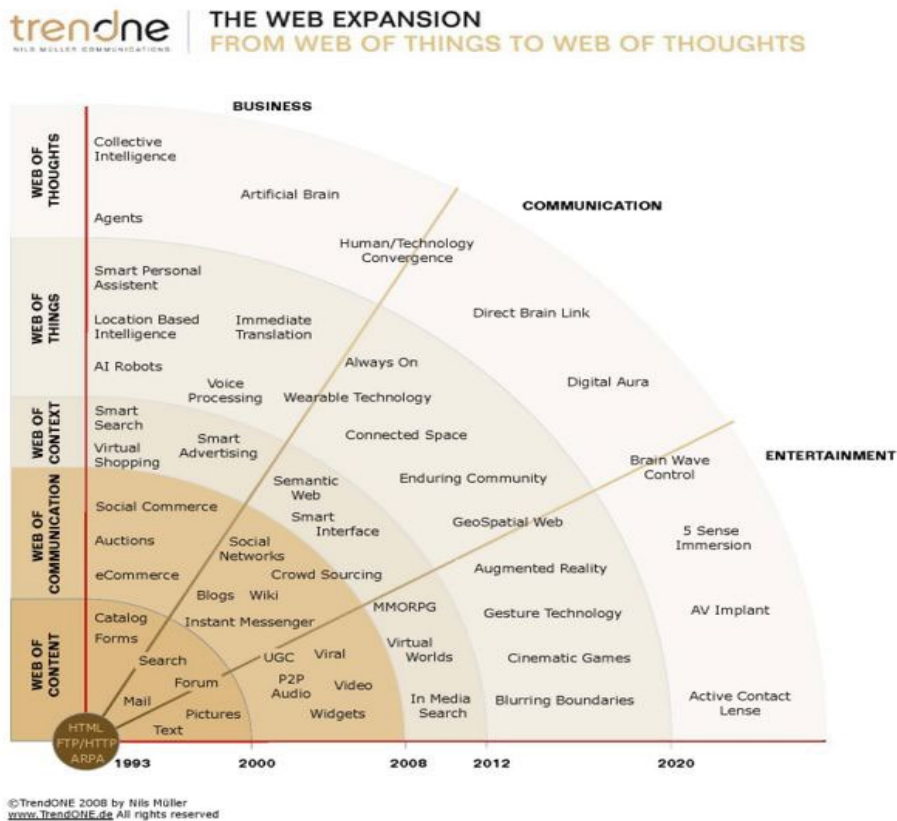 trendone
NILS MÜLLER COMMUNICATIONS
THE WEB EXPANSION
FROM WEB OF THINGS TO WEB OF THOUGHTS
BUSINESS
COMMUNICATION
ENTERTAINMENT
WEB OF
THOUGHTS
Collective
Intelligence
Artificial Brain
Agents
Human/Technology
Convergence
Direct Brain Link
Digital Aura
Brain Wave
Control
5 Sense
Immersion
AV Implant
Active Contact
Lense
WEB OF
THINGS
Smart Personal
Assistent
Location Based
Intelligence
Immediate
Translation
AI Robots
Voice
Processing
Always On
Wearable Technology
Connected Space
Enduring Community
GeoSpatial Web
Augmented Reality
Gesture Technology
Cinematic Games
Blurring Boundaries
WEB OF
CONTEXT
Smart
Search
Virtual
Shopping
Smart
Advertising
Semantic
Web
Smart
Interface
MMORPG
Virtual
Worlds
In Media
Search
WEB OF
COMMUNICATION
Social Commerce
Auctions
eCommerce
Social
Networks
Crowd Sourcing
Blogs
Wiki
Instant Messenger
UGC
Viral
P2P
Audio
Video
Widgets
WEB OF
CONTENT
Catalog
Forms
Search
Forum
Mail
Pictures
Text
HTML
FTP/HTTP
ARPA
1993
2000
2008
2012
2020
©TrendONE 2008 by Nils Müller
www.TrendONE.de All rights reserved